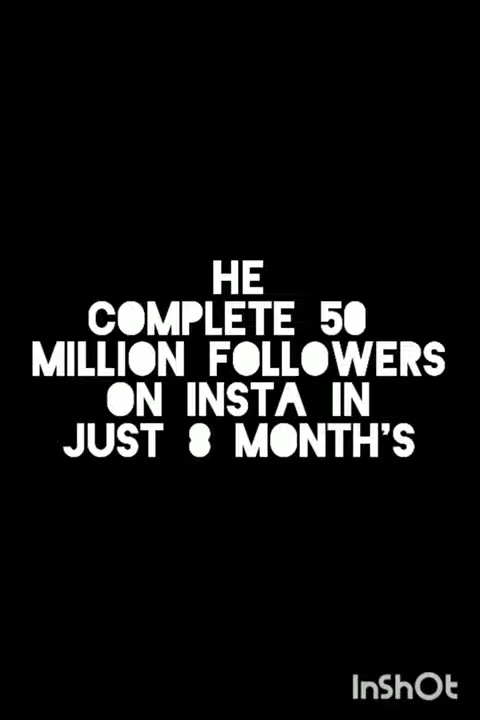 HE
COMPLETE 50
MILLION FOLLOWERS
ON INSTA IN
JUST 8 MONTH'S
InShOt